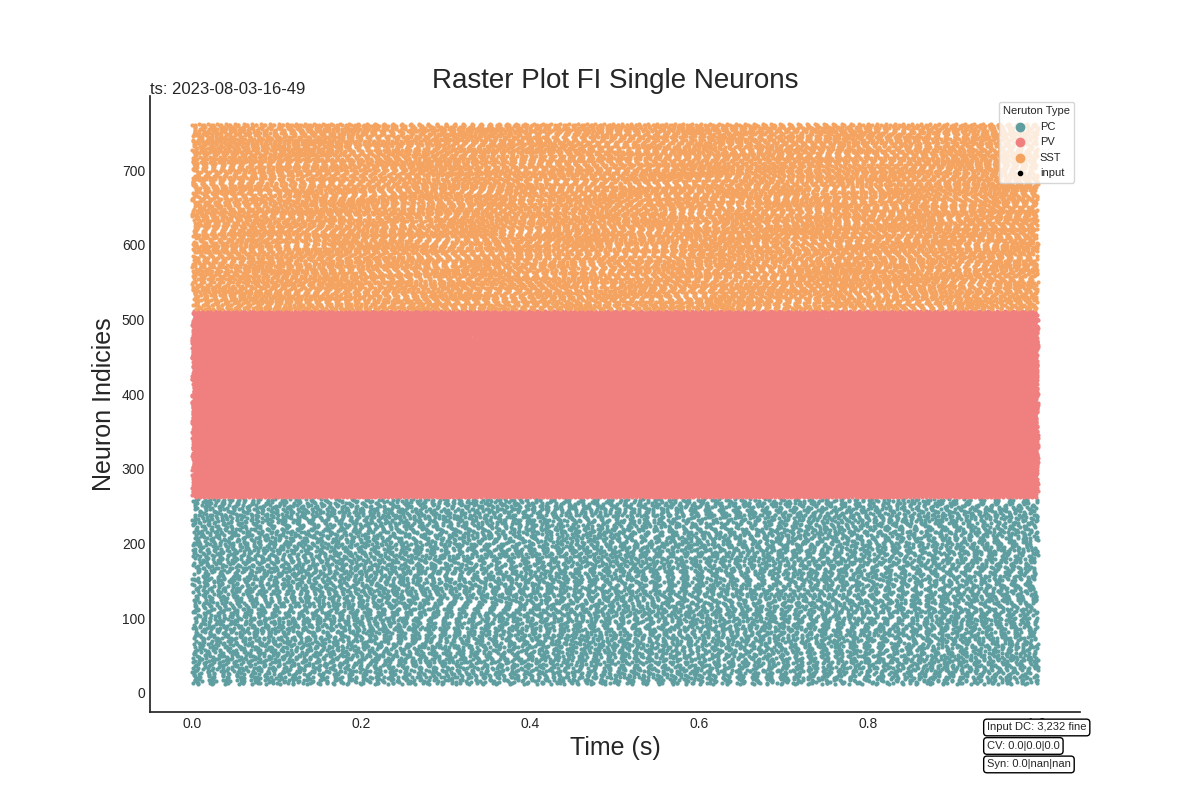 Raster Plot FI Single Neurons
ts: 2023-08-03-16-49
Neruton Type
PC
PV
SST
input
Neuron Indicies
700
600
500
400
300
200
100
0
0.0
0.2
0.4
0.6
0.8
Time (s)
Input DC: 3,232 fine
CV: 0.0|0.0|0.0
Syn: 0.0|nan|nan